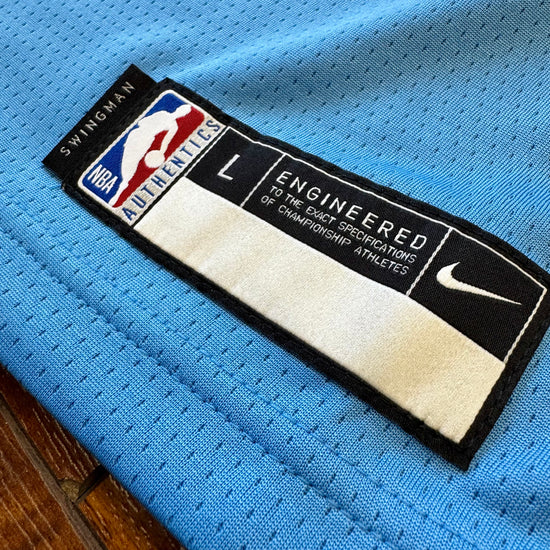 SWINGMAN
NBA
AUTHENTICS
L
ENGINEERED
TO THE EXACT SPECIFICATIONS
OF CHAMPIONSHIP ATHLETES